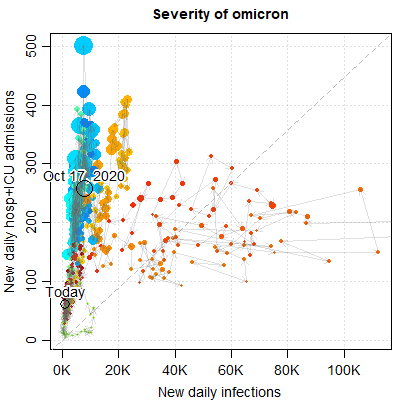 Severity of omicron
New daily hosp+ICU admissions
500
400
300
200
100
0
Oct 17, 2020
Today
0K
20K
40K
60K
80K
100K
New daily infections